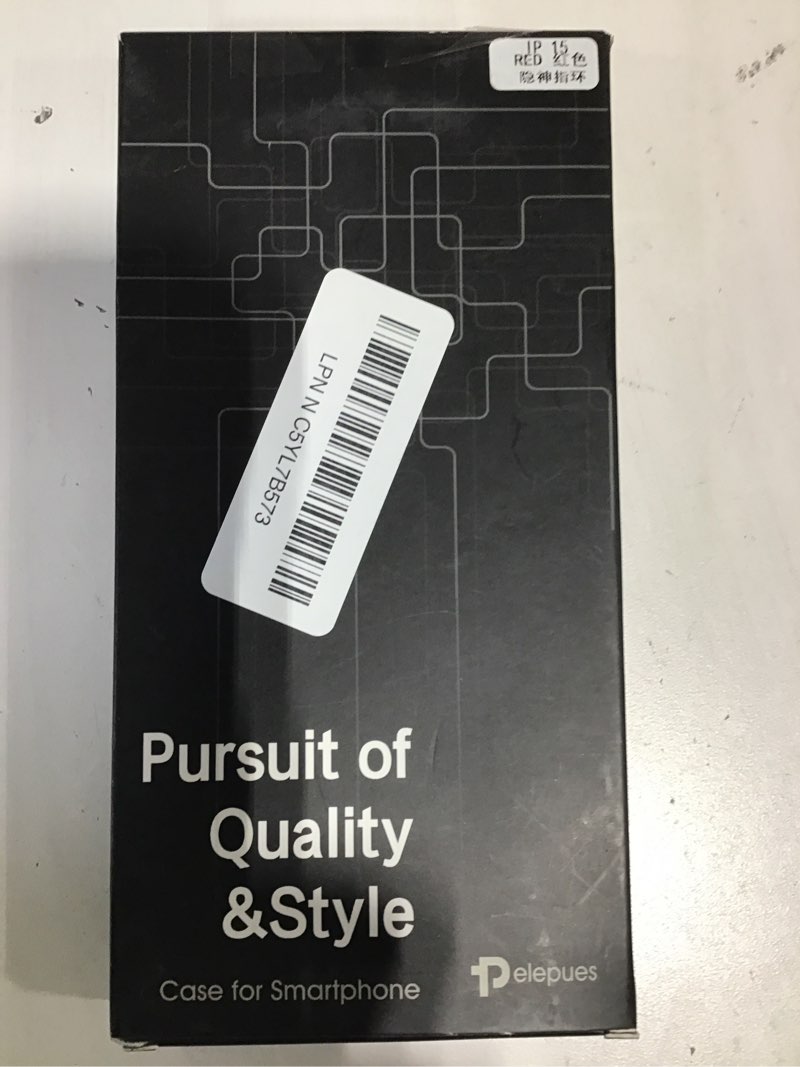 IP 15
RED 红色
隐神指环
LPN N C5YL7B573
Pursuit of
Quality
&Style
Case for Smartphone
Pelepues